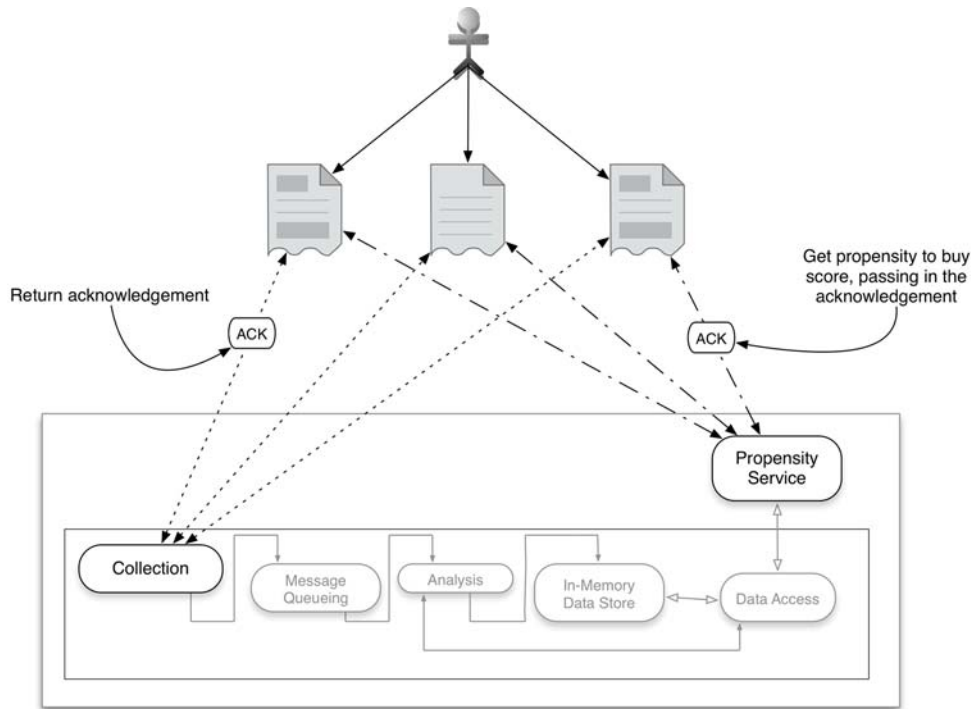 Get propensity to buy
score, passing in the
acknowledgement
Return acknowledgement
ACK
ACK
Propensity
Service
Collection
Message
Queueing
Analysis
In-Memory
Data Store
Data Access